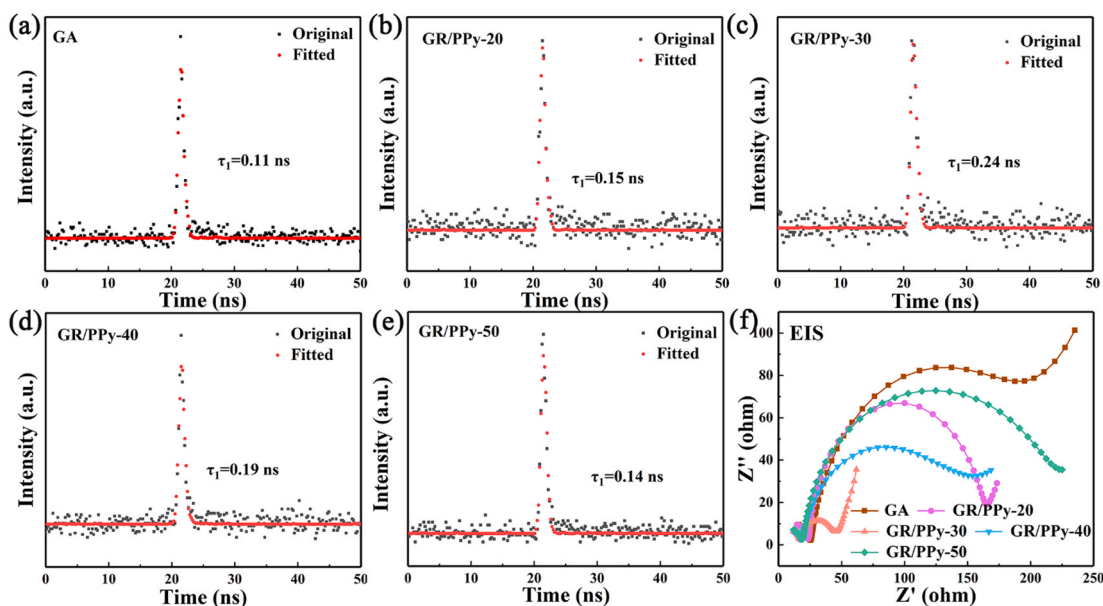 (a) GA
Original
Fitted
τ1=0.11 ns
Intensity (a.u.)
0 10 20 30 40 50
Time (ns)
(b) GR/PPy-20
Original
Fitted
τ1=0.15 ns
Intensity (a.u.)
0 10 20 30 40 50
Time (ns)
(c) GR/PPy-30
Original
Fitted
τ1=0.24 ns
Intensity (a.u.)
0 10 20 30 40 50
Time (ns)
(d) GR/PPy-40
Original
Fitted
τ1=0.19 ns
Intensity (a.u.)
0 10 20 30 40 50
Time (ns)
(e) GR/PPy-50
Original
Fitted
τ1=0.14 ns
Intensity (a.u.)
0 10 20 30 40 50
Time (ns)
(f) EIS
100
80
60
40
20
0
Z'' (ohm)
GA GR/PPy-20
GR/PPy-30 GR/PPy-40
GR/PPy-50
0 50 100 150 200 250
Z' (ohm)